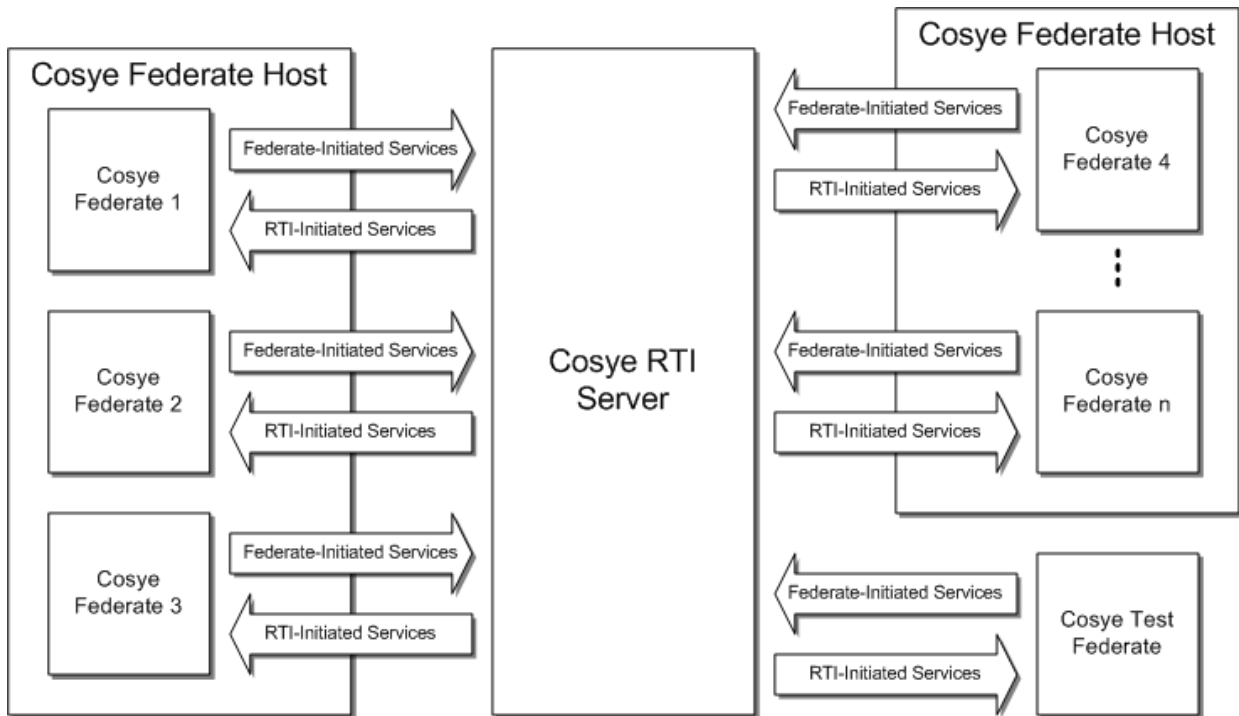 Cosye Federate Host
Cosye
Federate 1
Federate-Initiated Services
RTI-Initiated Services
Cosye
Federate 2
Federate-Initiated Services
RTI-Initiated Services
Cosye
Federate 3
Federate-Initiated Services
RTI-Initiated Services
Cosye RTI
Server
Cosye Federate Host
Federate-Initiated Services
RTI-Initiated Services
Cosye
Federate 4
Federate-Initiated Services
RTI-Initiated Services
Cosye
Federate n
Federate-Initiated Services
RTI-Initiated Services
Cosye Test
Federate